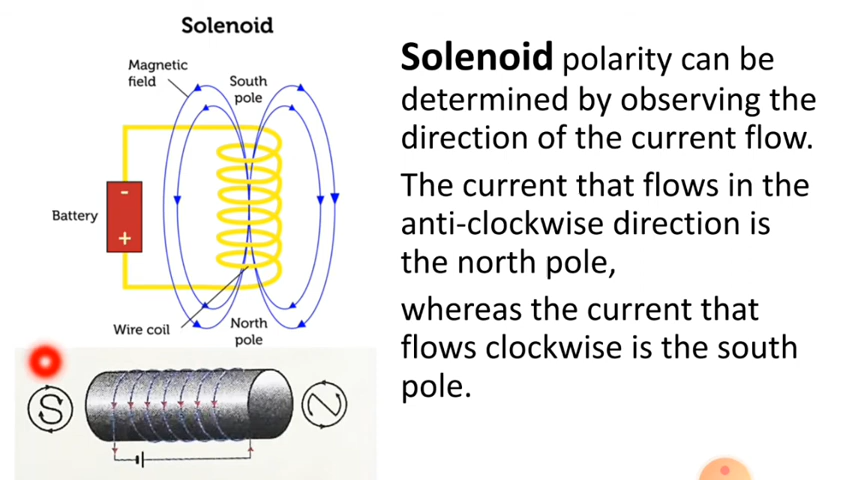 Solenoid
Magnetic
field
South
pole
-
Battery
+
Wire coil
North
pole
S
N
Solenoid polarity can be
determined by observing the
direction of the current flow.
The current that flows in the
anti-clockwise direction is
the north pole,
whereas the current that
flows clockwise is the south
pole.